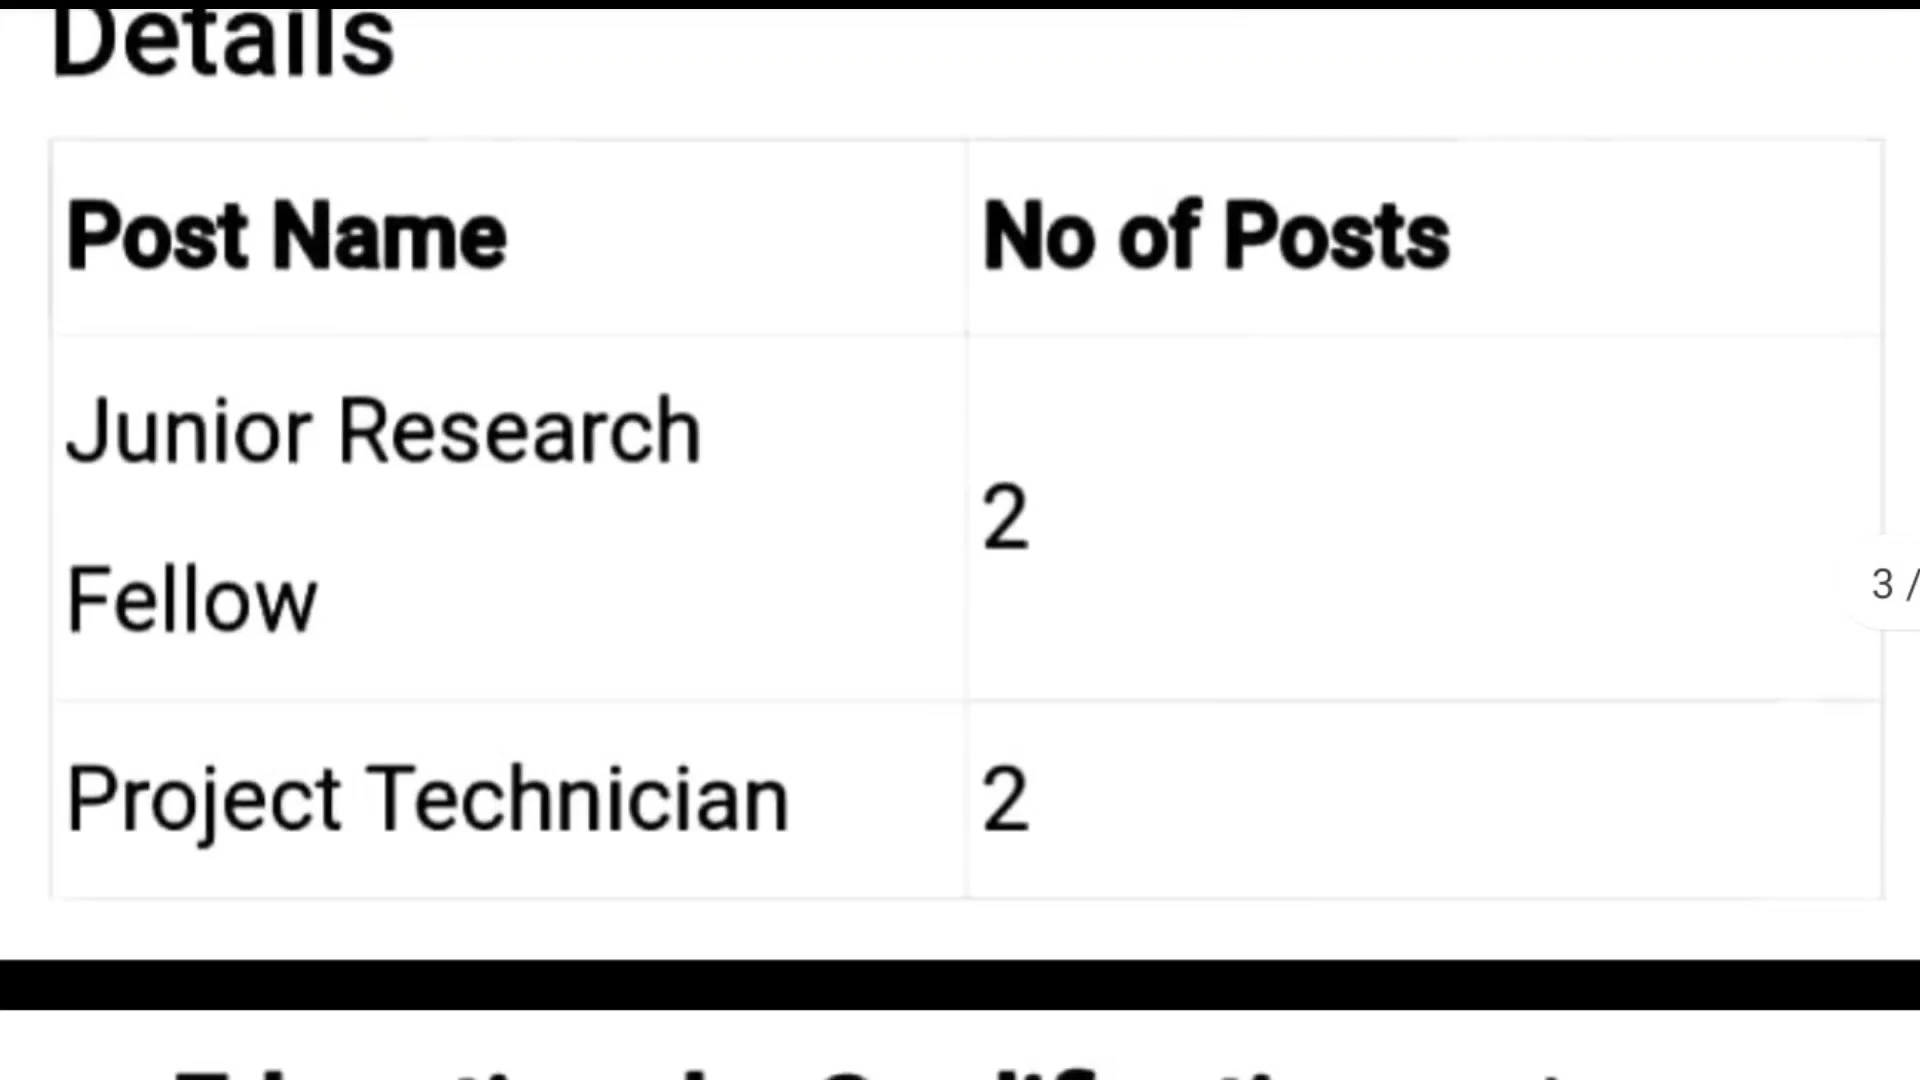 Details
Post Name
No of Posts
Junior Research
Fellow
2
Project Technician
2
3 /